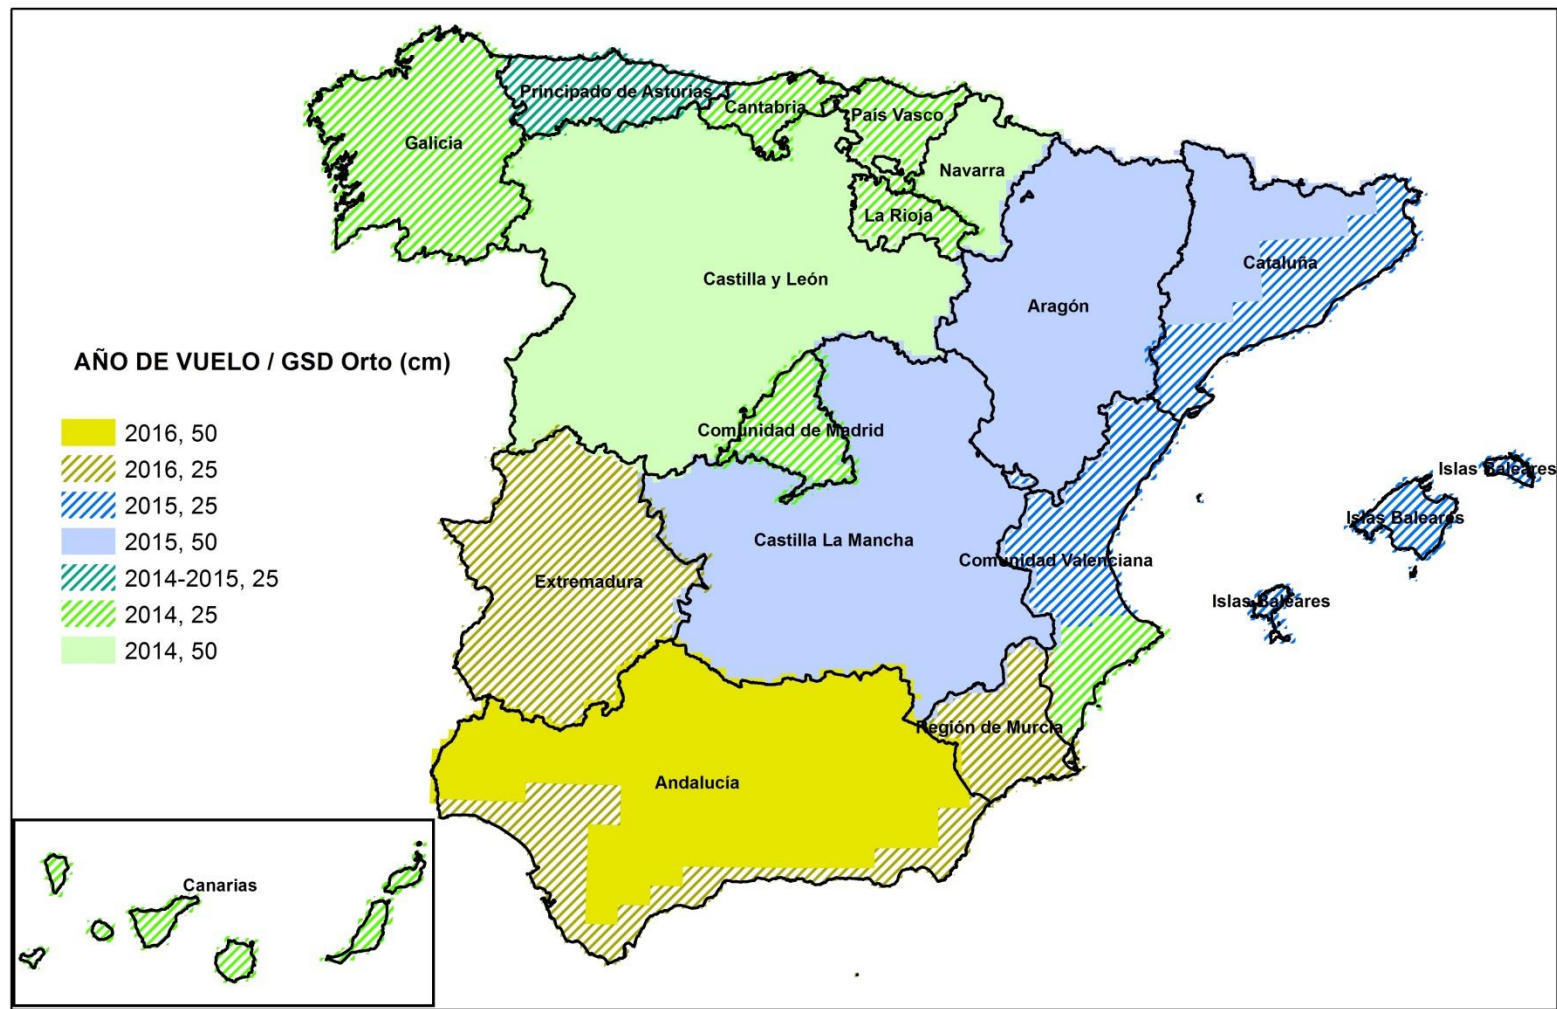 Principado de Asturias
Cantabria
País Vasco
Galicia
Navarra
La Rioja
Castilla y León
Cataluña
Aragón
AÑO DE VUELO / GSD Orto (cm)
2016, 50
2016, 25
2015, 25
2015, 50
2014-2015, 25
2014, 25
2014, 50
Comunidad de Madrid
Islas Baleares
Islas Baleares
Castilla La Mancha
Comunidad Valenciana
Extremadura
Islas Baleares
Región de Murcia
Andalucía
Canarias